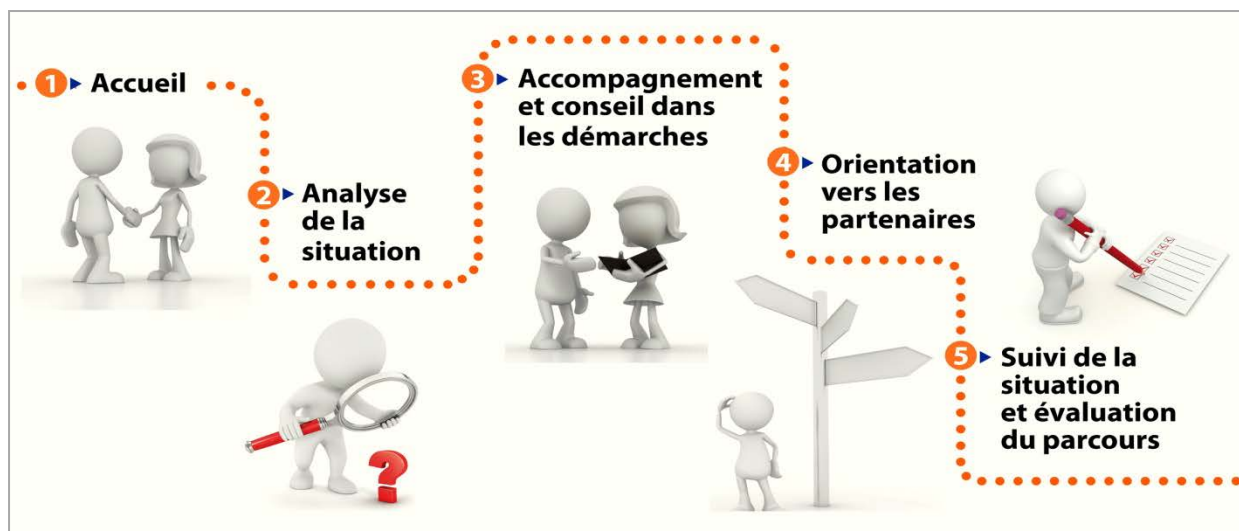 1 Accueil
2 Analyse
de la
situation
3 Accompagnement
et conseil dans
les démarches
4 Orientation
vers les
partenaires
5 Suivi de la
situation
et évaluation
du parcours
?